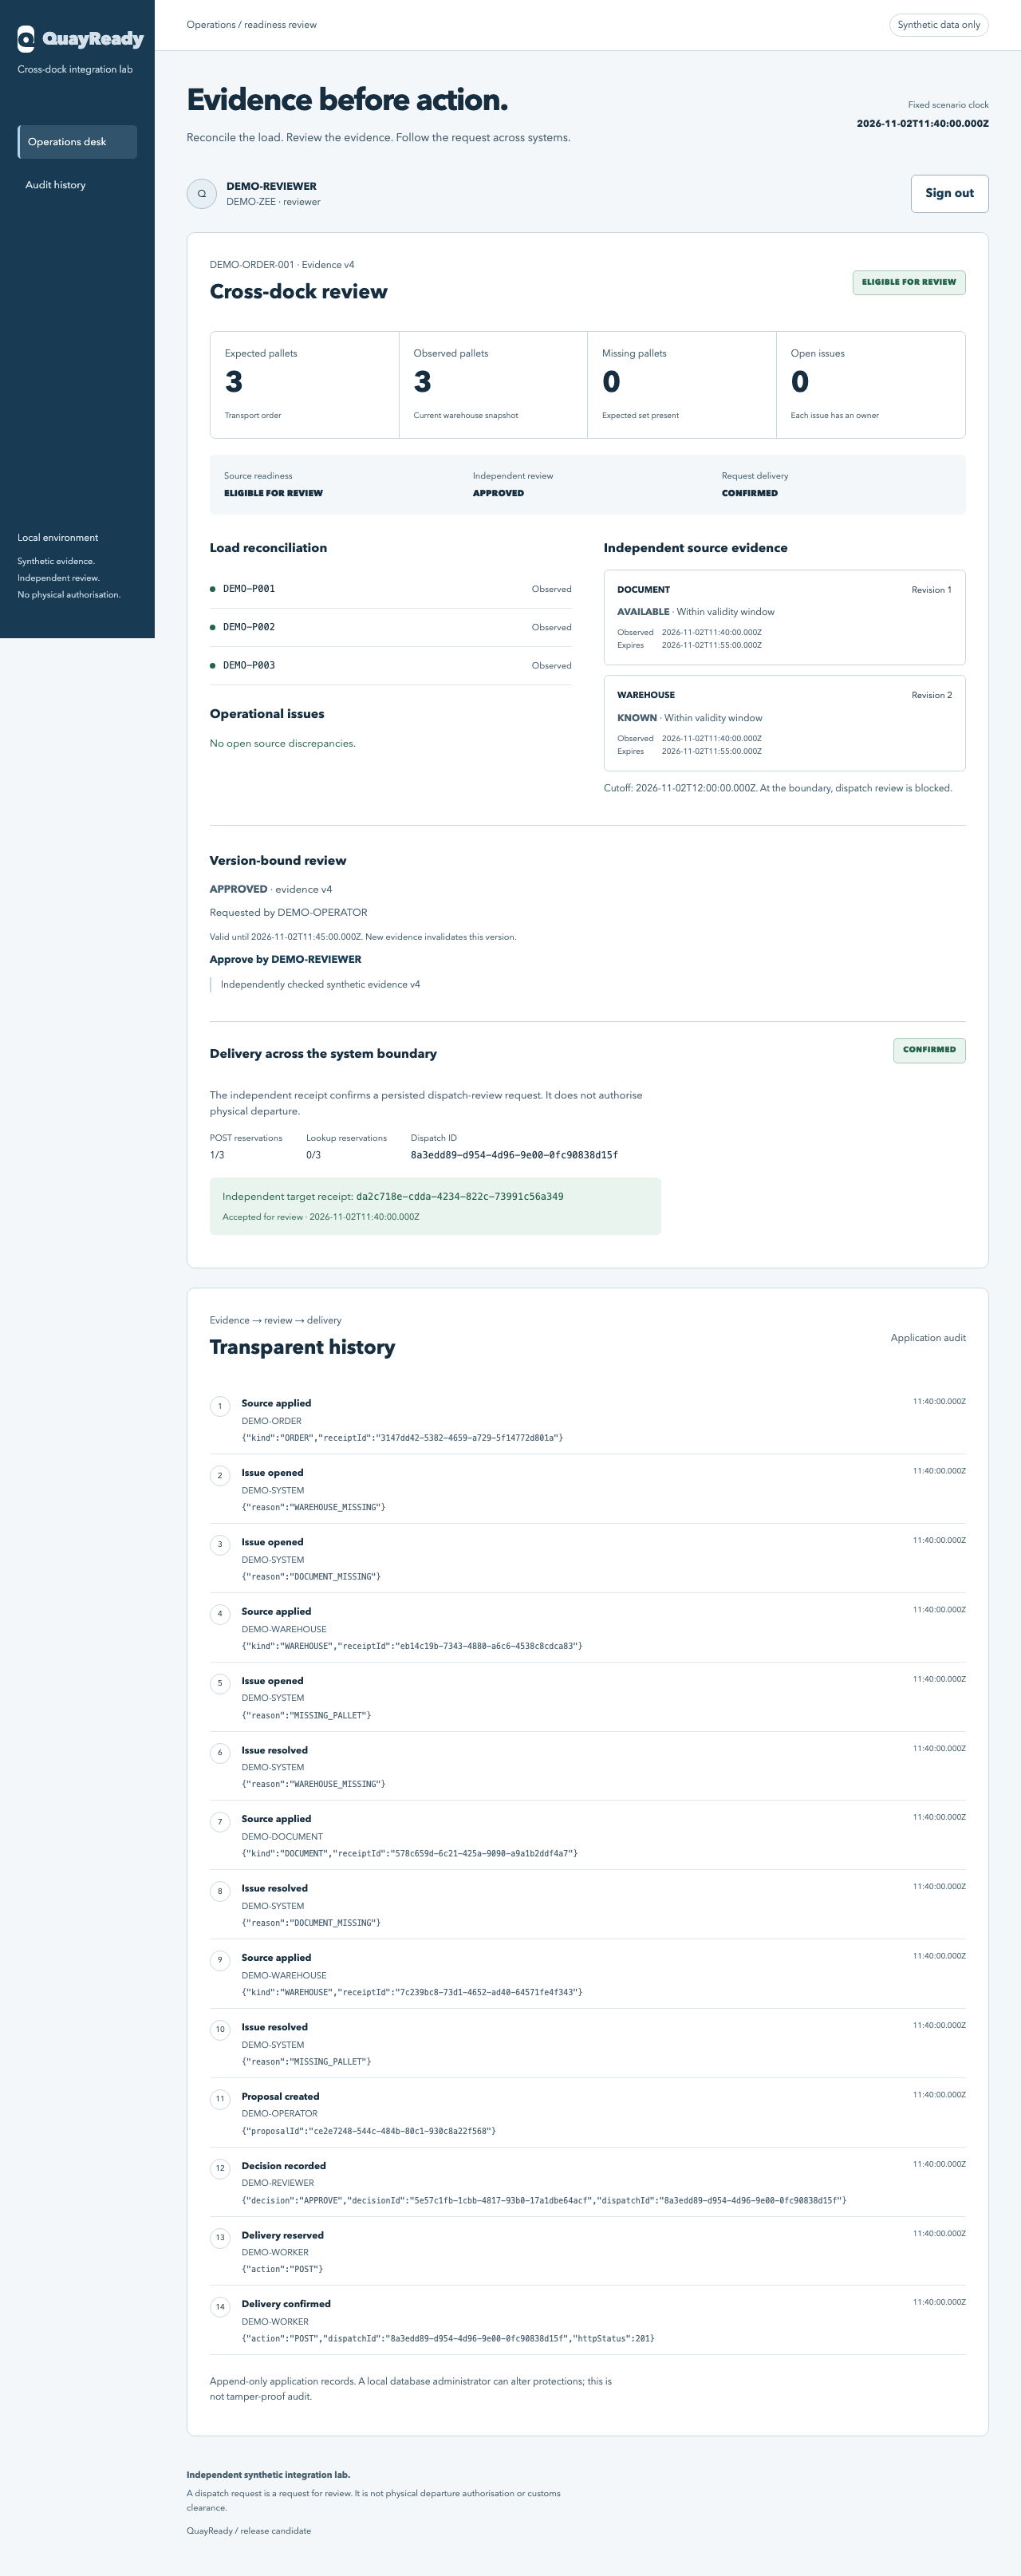 QuayReady
Cross-dock integration lab
Operations desk
Audit history
Local environment
Synthetic evidence.
Independent review.
No physical authorisation.
Operations / readiness review
Synthetic data only
Evidence before action.
Reconcile the load. Review the evidence. Follow the request across systems.
Fixed scenario clock
2026-11-02T11:40:00.000Z
Q
DEMO-REVIEWER
DEMO-ZEE · reviewer
Sign out
DEMO-ORDER-001 · Evidence v4
Cross-dock review
ELIGIBLE FOR REVIEW
Expected pallets
3
Transport order
Observed pallets
3
Current warehouse snapshot
Missing pallets
0
Expected set present
Open issues
0
Each issue has an owner
Source readiness
ELIGIBLE FOR REVIEW
Independent review
APPROVED
Request delivery
CONFIRMED
Load reconciliation
DEMO-P001 Observed
DEMO-P002 Observed
DEMO-P003 Observed
Operational issues
No open source discrepancies.
Independent source evidence
DOCUMENT Revision 1
AVAILABLE · Within validity window
Observed 2026-11-02T11:40:00.000Z
Expires 2026-11-02T11:55:00.000Z
WAREHOUSE Revision 2
KNOWN · Within validity window
Observed 2026-11-02T11:40:00.000Z
Expires 2026-11-02T11:55:00.000Z
Cutoff: 2026-11-02T12:00:00.000Z. At the boundary, dispatch review is blocked.
Version-bound review
APPROVED · evidence v4
Requested by DEMO-OPERATOR
Valid until 2026-11-02T11:45:00.000Z. New evidence invalidates this version.
Approve by DEMO-REVIEWER
Independently checked synthetic evidence v4
Delivery across the system boundary
CONFIRMED
The independent receipt confirms a persisted dispatch-review request. It does not authorise
physical departure.
POST reservations
1/3
Lookup reservations
0/3
Dispatch ID
8a3edd89-d954-4d96-9e00-0fc90838d15f
Independent target receipt: da2c718e-cdda-4234-822c-73991c56a349
Accepted for review · 2026-11-02T11:40:00.000Z
Evidence → review → delivery
Transparent history
Application audit
1 Source applied 11:40:00.000Z
DEMO-ORDER
{"kind":"ORDER","receiptId":"3147dd42-5382-4659-a729-5f14772d801a"}
2 Issue opened 11:40:00.000Z
DEMO-SYSTEM
{"reason":"WAREHOUSE_MISSING"}
3 Issue opened 11:40:00.000Z
DEMO-SYSTEM
{"reason":"DOCUMENT_MISSING"}
4 Source applied 11:40:00.000Z
DEMO-WAREHOUSE
{"kind":"WAREHOUSE","receiptId":"eb14c19b-7343-4880-a6c6-4538c8cdca83"}
5 Issue opened 11:40:00.000Z
DEMO-SYSTEM
{"reason":"MISSING_PALLET"}
6 Issue resolved 11:40:00.000Z
DEMO-SYSTEM
{"reason":"WAREHOUSE_MISSING"}
7 Source applied 11:40:00.000Z
DEMO-DOCUMENT
{"kind":"DOCUMENT","receiptId":"578c659d-6c21-425a-9090-a9a1b2ddf4a7"}
8 Issue resolved 11:40:00.000Z
DEMO-SYSTEM
{"reason":"DOCUMENT_MISSING"}
9 Source applied 11:40:00.000Z
DEMO-WAREHOUSE
{"kind":"WAREHOUSE","receiptId":"7c239bc8-73d1-4652-ad40-64571fe4f343"}
10 Issue resolved 11:40:00.000Z
DEMO-SYSTEM
{"reason":"MISSING_PALLET"}
11 Proposal created 11:40:00.000Z
DEMO-OPERATOR
{"proposalId":"ce2e7248-544c-484b-80c1-930c8a22f568"}
12 Decision recorded 11:40:00.000Z
DEMO-REVIEWER
{"decision":"APPROVE","decisionId":"5e57c1fb-1cbb-4817-93b0-17a1dbe64acf","dispatchId":"8a3edd89-d954-4d96-9e00-0fc90838d15f"}
13 Delivery reserved 11:40:00.000Z
DEMO-WORKER
{"action":"POST"}
14 Delivery confirmed 11:40:00.000Z
DEMO-WORKER
{"action":"POST","dispatchId":"8a3edd89-d954-4d96-9e00-0fc90838d15f","httpStatus":201}
Append-only application records. A local database administrator can alter protections; this is
not tamper-proof audit.
Independent synthetic integration lab.
A dispatch request is a request for review. It is not physical departure authorisation or customs
clearance.
QuayReady / release candidate